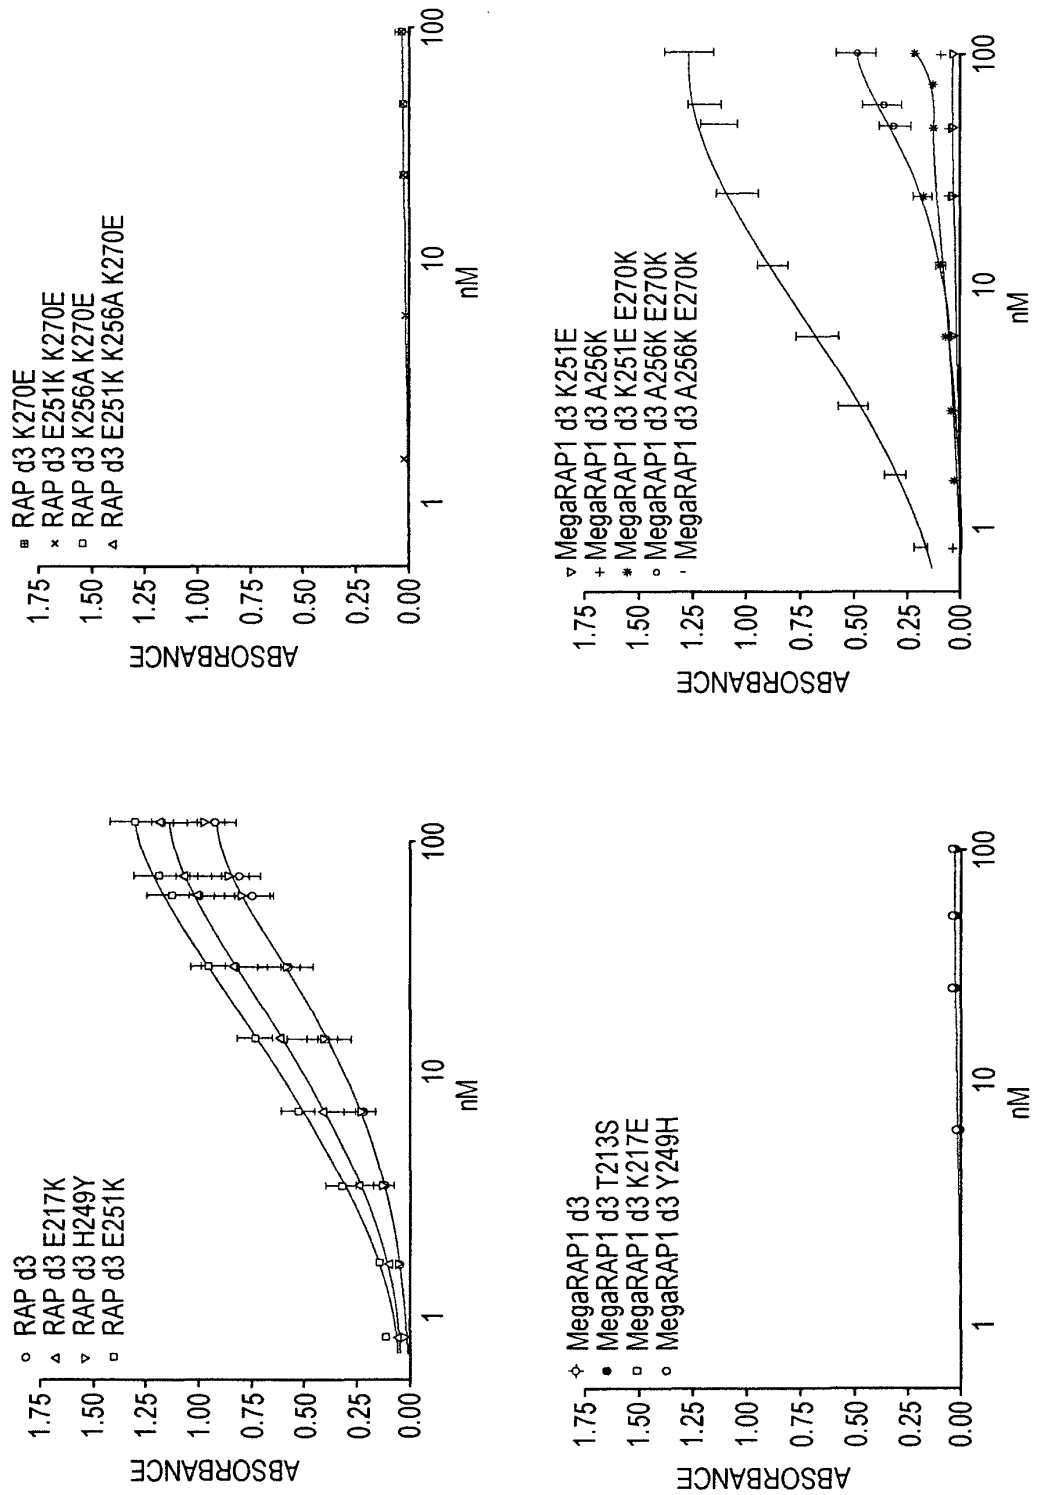 ABSORBANCE
1.75
1.50
1.25
1.00
0.75
0.50
0.25
0.00
RAP d3
RAP d3 E217K
RAP d3 H249Y
RAP d3 E251K
1
10
100
nM
ABSORBANCE
1.75
1.50
1.25
1.00
0.75
0.50
0.25
0.00
RAP d3 K270E
RAP d3 E251K K270E
RAP d3 K256A K270E
RAP d3 E251K K256A K270E
1
10
100
nM
ABSORBANCE
1.75
1.50
1.25
1.00
0.75
0.50
0.25
0.00
MegaRAP1 d3
MegaRAP1 d3 T213S
MegaRAP1 d3 K217E
MegaRAP1 d3 Y249H
1
10
100
nM
ABSORBANCE
1.75
1.50
1.25
1.00
0.75
0.50
0.25
0.00
MegaRAP1 d3 K251E
MegaRAP1 d3 A256K
MegaRAP1 d3 K251E E270K
MegaRAP1 d3 A256K E270K
MegaRAP1 d3 A256K E270K
1
10
100
nM